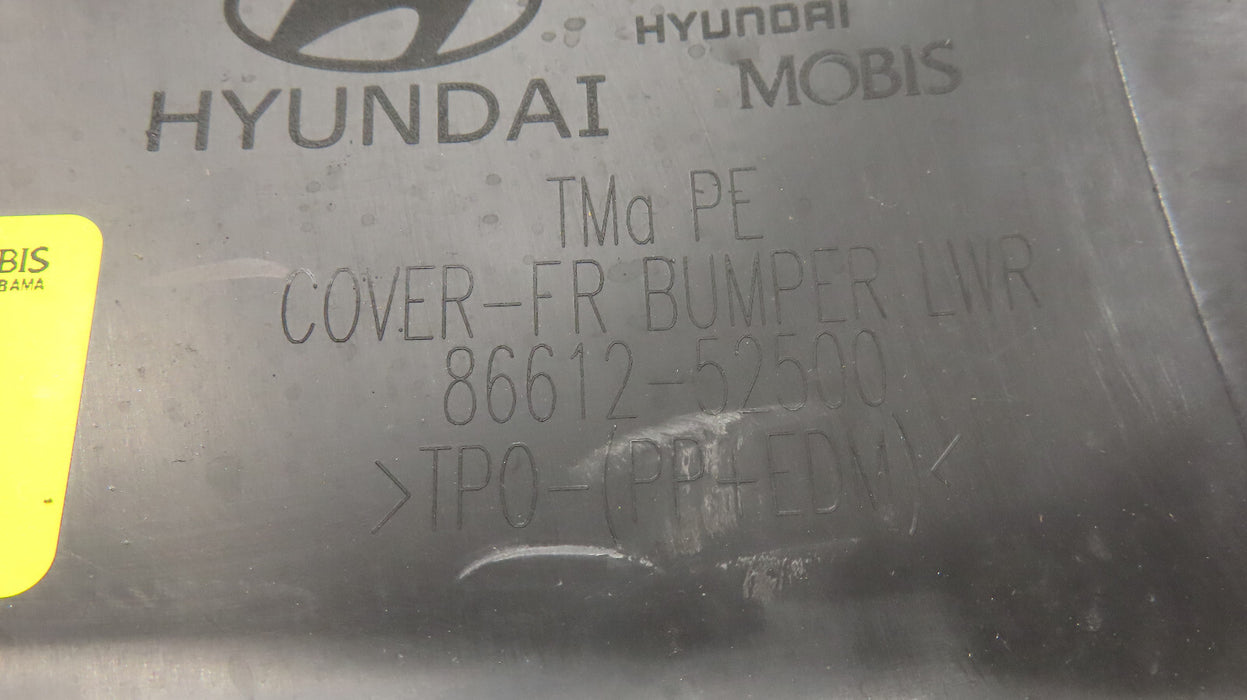 HYUNDAI
HYUNDAI
MOBIS
TMa PE
COVER-FR BUMPER LWR
86612-52500
>TPO-(PP+EDM)<
BIS
BAMA